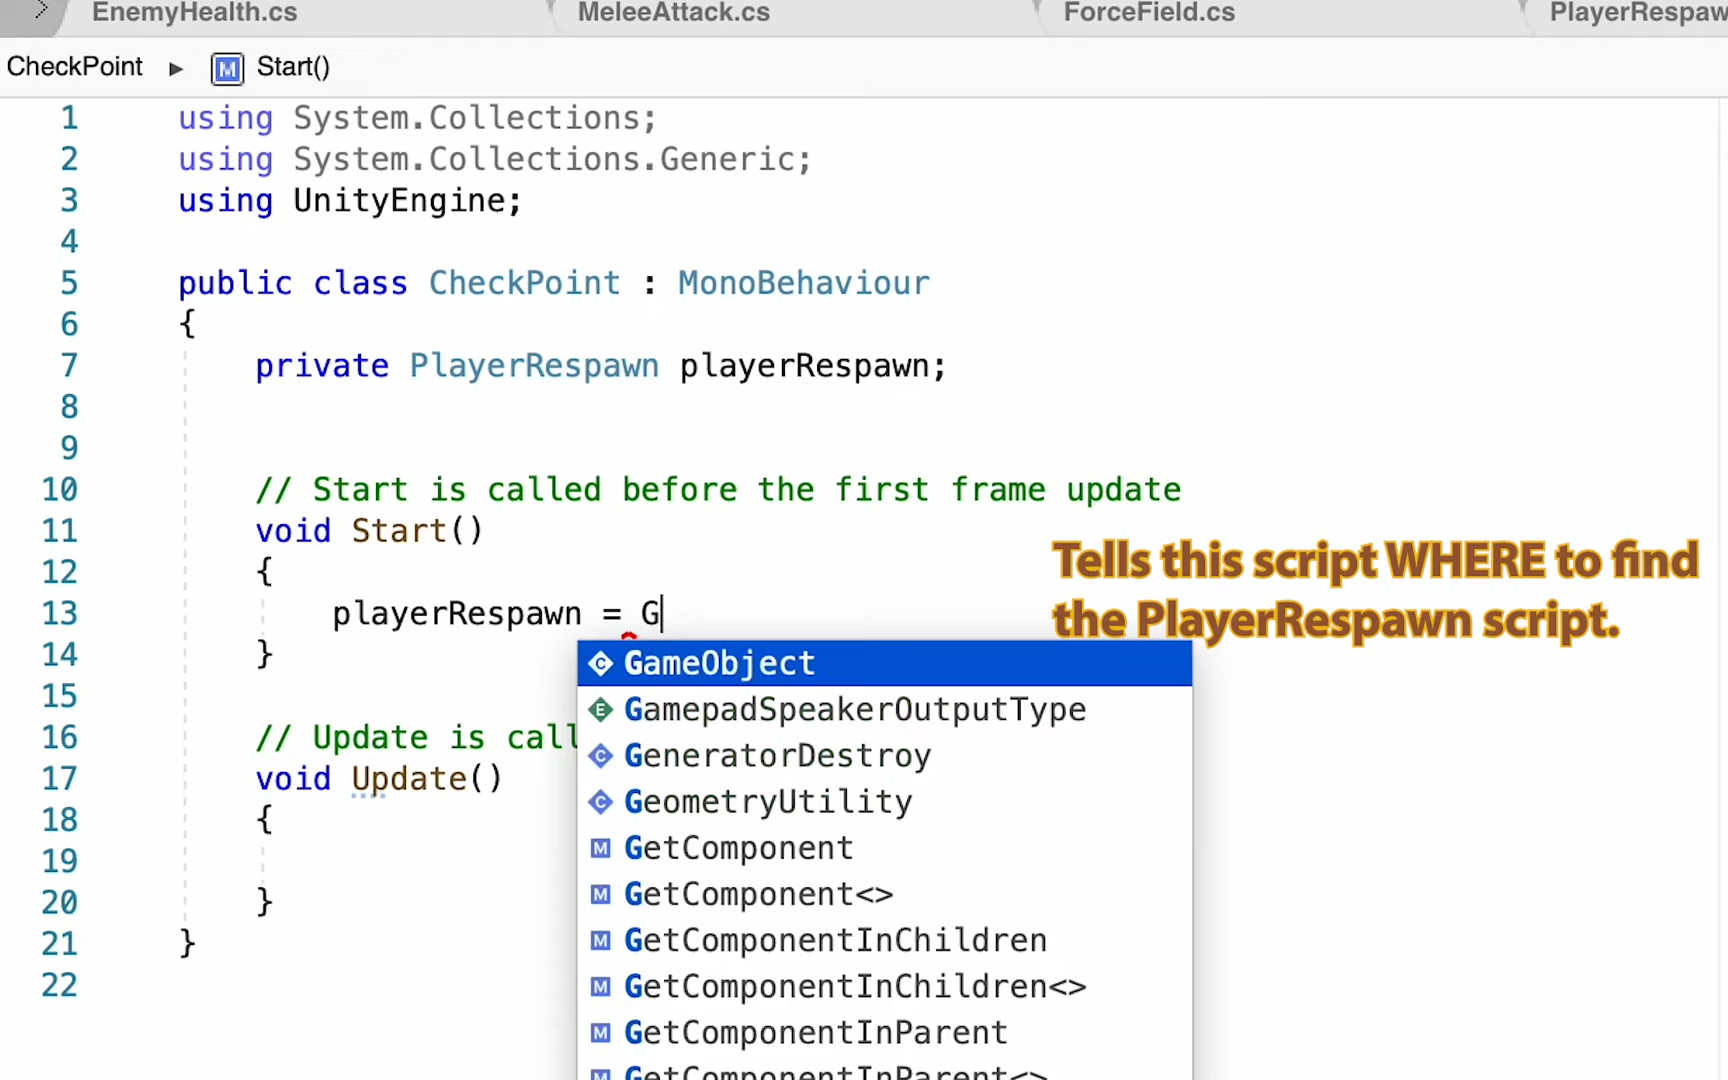 EnemyHealth.cs MeleeAttack.cs ForceField.cs PlayerRespaw
CheckPoint ▸ M Start()
1 using System.Collections;
2 using System.Collections.Generic;
3 using UnityEngine;
4
5 public class CheckPoint : MonoBehaviour
6 {
7 private PlayerRespawn playerRespawn;
8
9
10 // Start is called before the first frame update
11 void Start()
12 {
13 playerRespawn = G
14 }
15
16 // Update is call
17 void Update()
18 {
19
20 }
21 }
22
Tells this script WHERE to find
the PlayerRespawn script.
C GameObject
E GamepadSpeakerOutputType
C GeneratorDestroy
C GeometryUtility
M GetComponent
M GetComponent<>
M GetComponentInChildren
M GetComponentInChildren<>
M GetComponentInParent
M GetComponentInParent<>